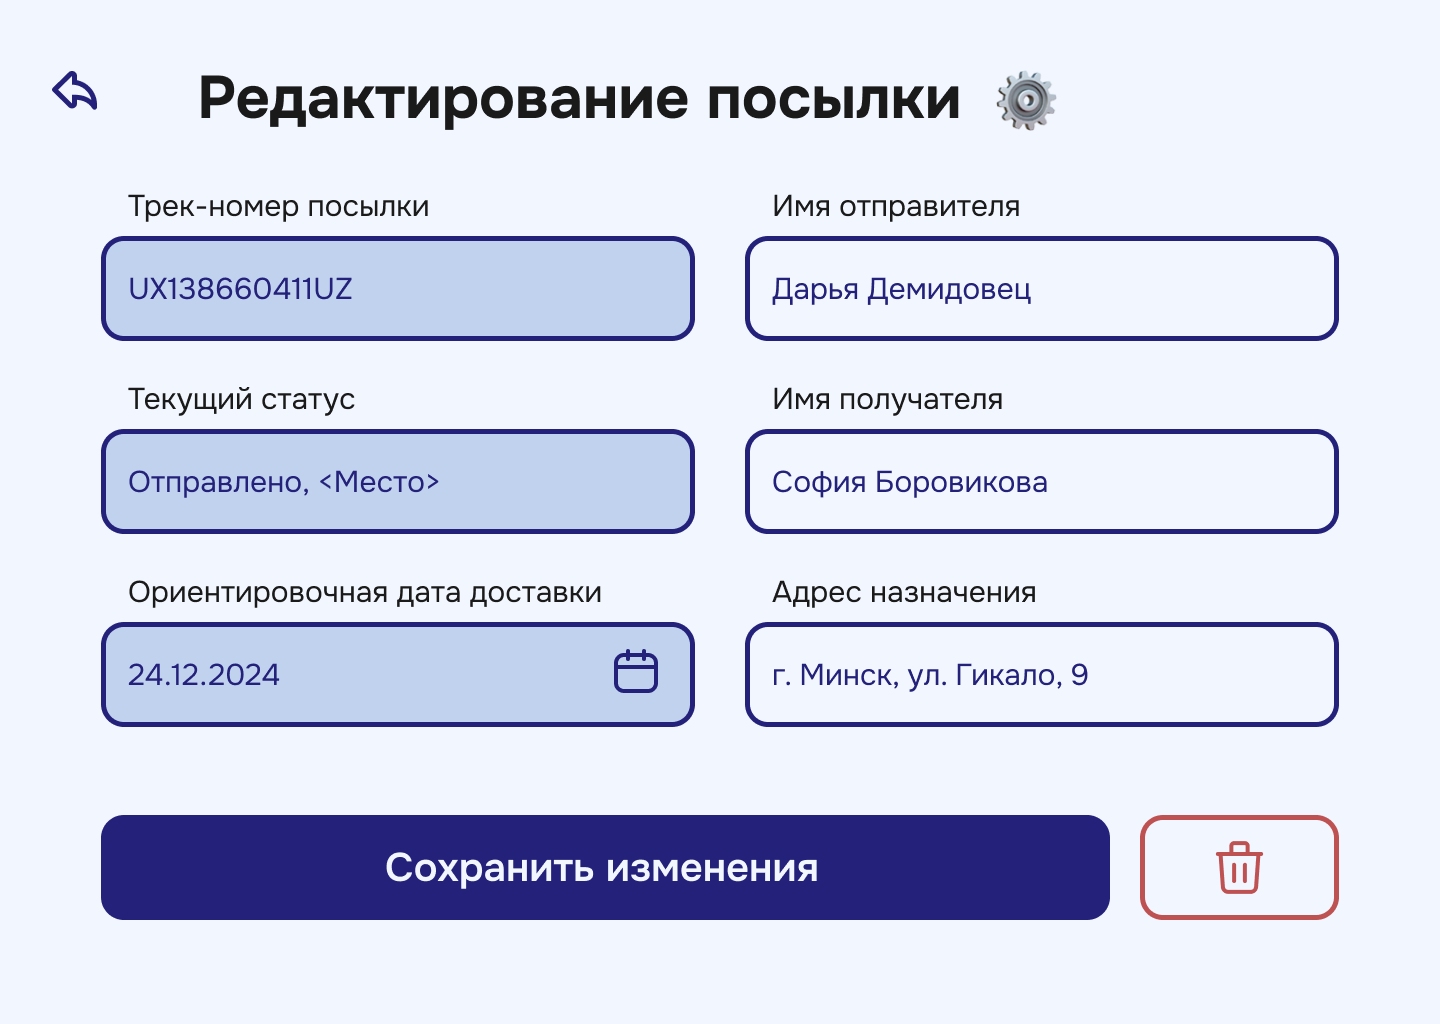 Редактирование посылки
Трек-номер посылки
UX138660411UZ
Имя отправителя
Дарья Демидовец
Текущий статус
Отправлено, <Место>
Имя получателя
София Боровикова
Ориентировочная дата доставки
24.12.2024
Адрес назначения
г. Минск, ул. Гикало, 9
Сохранить изменения